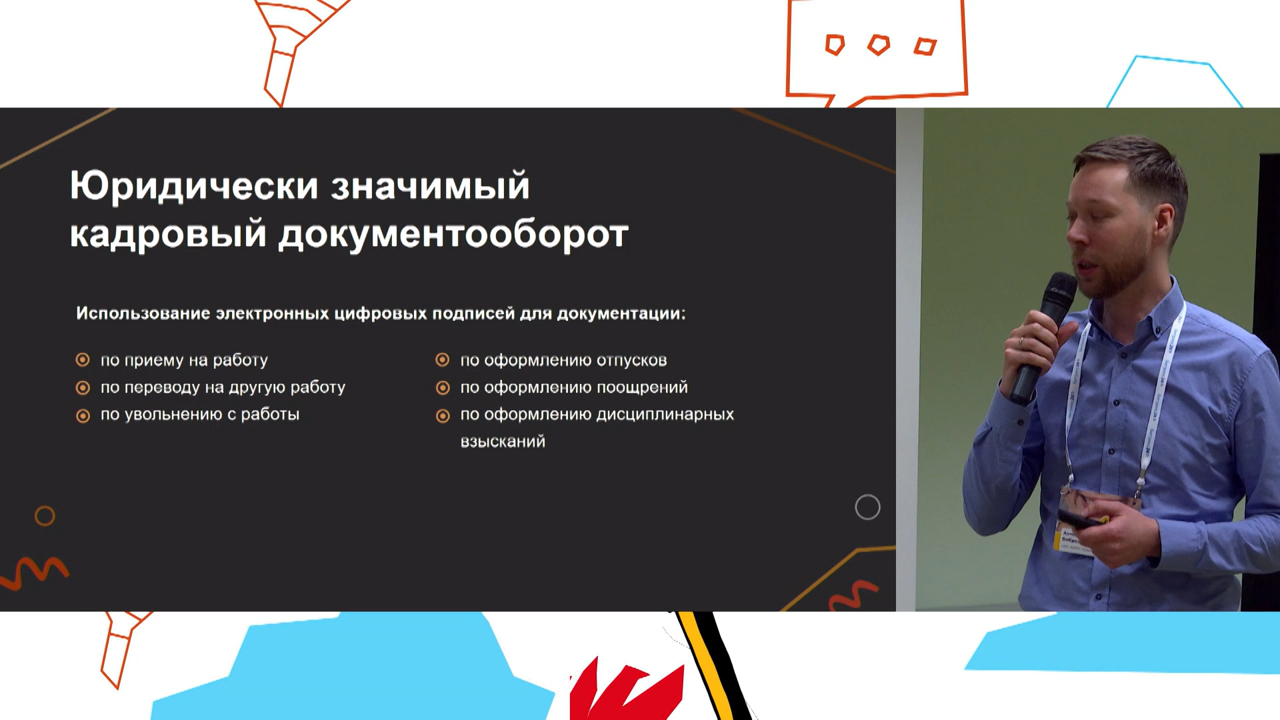 Юридически значимый
кадровый документооборот
Использование электронных цифровых подписей для документации:
по приему на работу
по переводу на другую работу
по увольнению с работы
по оформлению отпусков
по оформлению поощрений
по оформлению дисциплинарных
взысканий